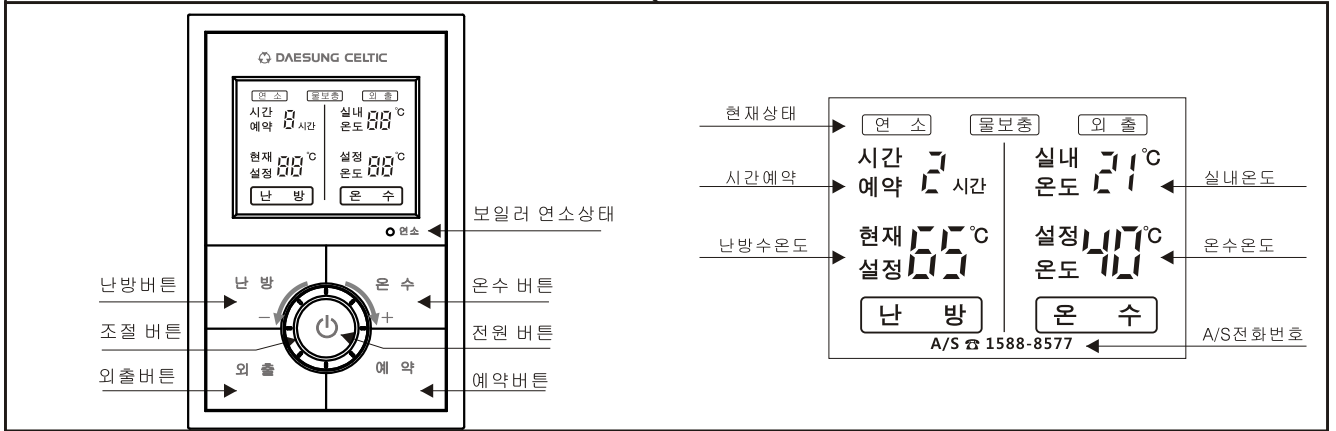 DAESUNG CELTIC
연 소 물보충 외 출
시간 예약 8 시간
실내 온도 88 ℃
현재 설정 88 ℃
설정 온도 88 ℃
난 방
온 수
연소
보일러 연소상태
난 방
온 수
− +
외 출
예 약
난방버튼
조절 버튼
외출버튼
온수 버튼
전원 버튼
예약버튼
현재상태
시간예약
난방수온도
연 소 물보충 외 출
시간 예약 2 시간
실내 온도 21 ℃
현재 설정 65 ℃
설정 온도 40 ℃
난 방
온 수
A/S ☎ 1588-8577
실내온도
온수온도
A/S전화번호